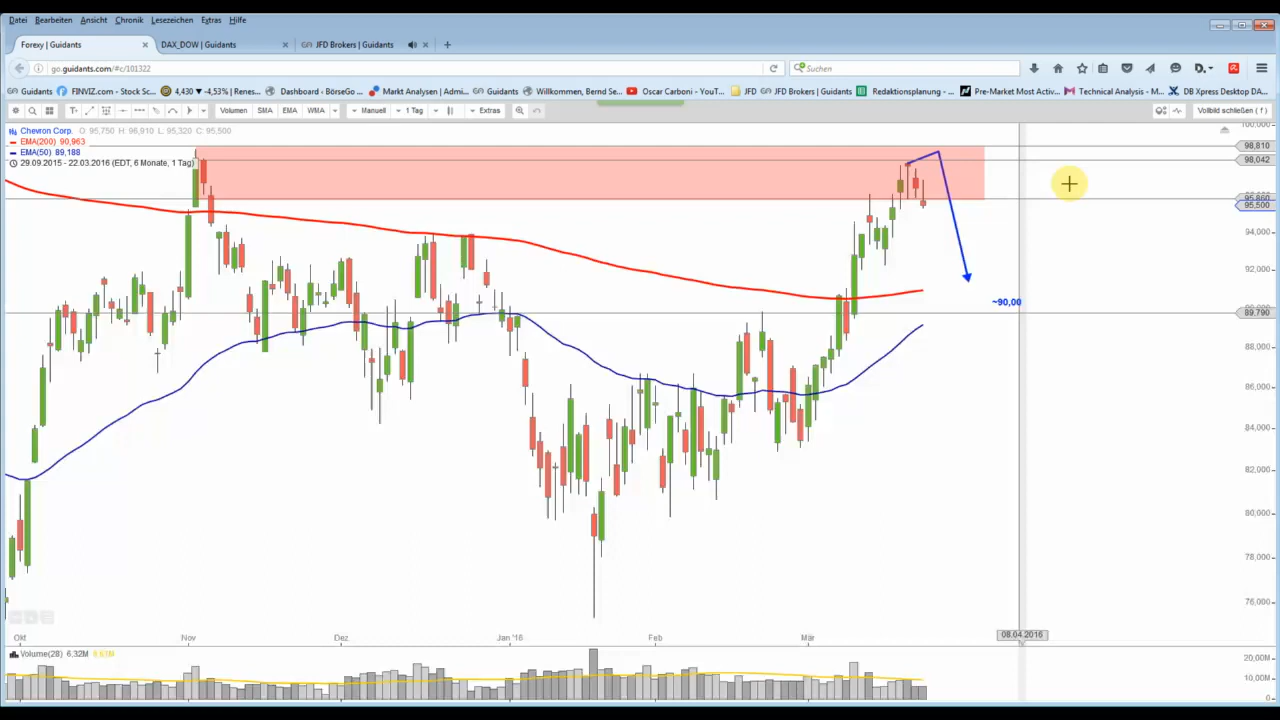 Datei Bearbeiten Ansicht Chronik Lesezeichen Extras Hilfe
Forexy | Guidants DAX_DOW | Guidants JFD Brokers | Guidants
go.guidants.com/#c/101322 Suchen
Guidants FINVIZ.com - Stock Sc... 4,430 ▼ -4,53% | Renes... Dashboard ‹ BörseGo ... Markt Analysen | Admi... Guidants Willkommen, Bernd Se... Oscar Carboni - YouT... JFD JFD Brokers | Guidants Redaktionsplanung - ... Pre-Market Most Activ... Technical Analysis - M... DB Xpress Desktop DA...
Volumen SMA EMA WMA Manuell 1 Tag Extras Vollbild schließen ( f )
Chevron Corp. O: 95,750 H: 96,910 L: 95,320 C: 95,500
EMA(200) 90,963
EMA(50) 89,188
29.09.2015 - 22.03.2016 (EDT, 6 Monate, 1 Tag)
100,000
98,810
98,042
95,860
95,500
94,000
92,000
~90,00
89,790
88,000
86,000
84,000
82,000
80,000
78,000
76,000
Okt Nov Dez Jan '16 Feb Mär 08.04.2016
Volume(28) 6,32M 8,61M
20,00M
10,00M
0